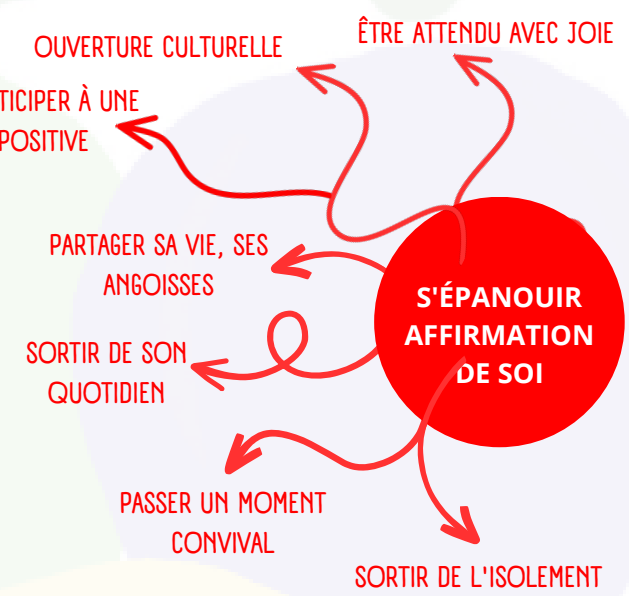 ÊTRE ATTENDU AVEC JOIE
OUVERTURE CULTURELLE
TICIPER À UNE
POSITIVE
PARTAGER SA VIE, SES
ANGOISSES
S'ÉPANOUIR
AFFIRMATION
DE SOI
SORTIR DE SON
QUOTIDIEN
PASSER UN MOMENT
CONVIVAL
SORTIR DE L'ISOLEMENT